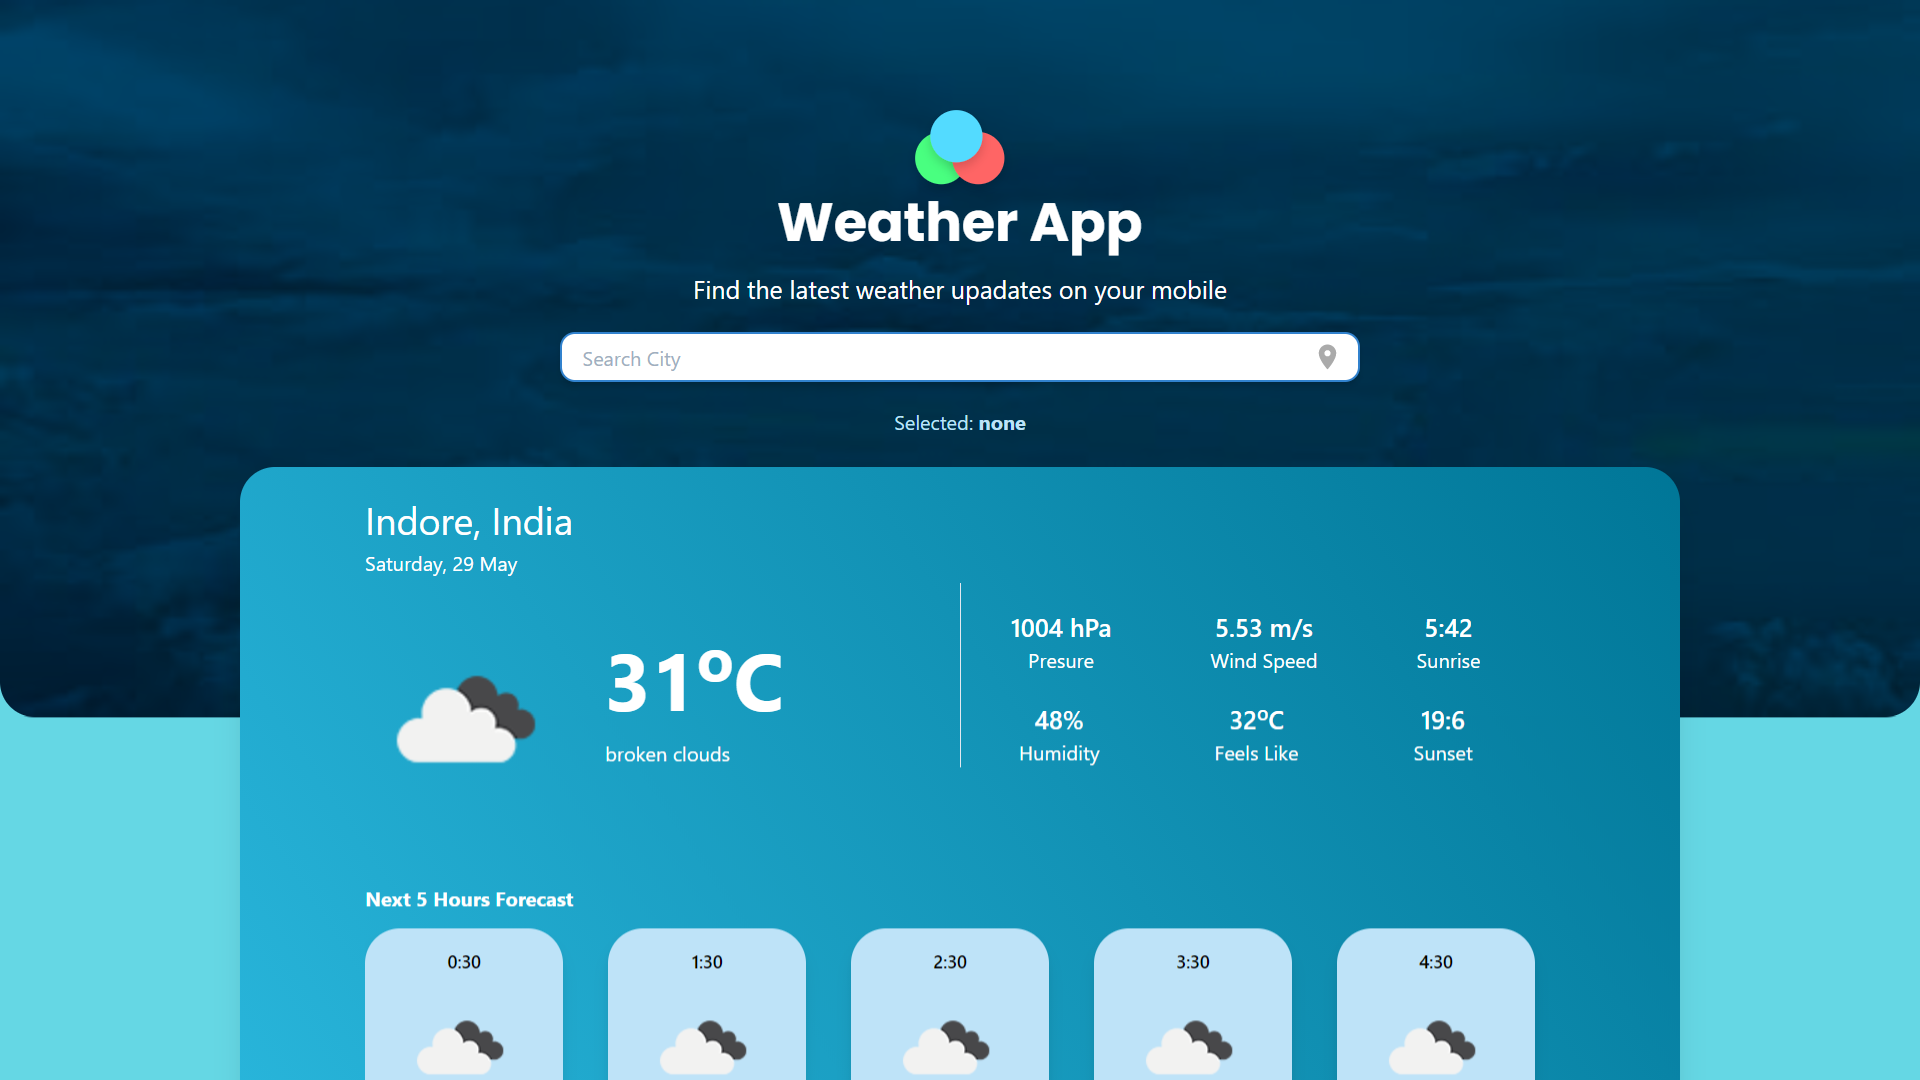 Weather App
Find the latest weather upadates on your mobile
Search City
Selected: none
Indore, India
Saturday, 29 May
31ºC
broken clouds
1004 hPa
Presure
5.53 m/s
Wind Speed
5:42
Sunrise
48%
Humidity
32ºC
Feels Like
19:6
Sunset
Next 5 Hours Forecast
0:30
1:30
2:30
3:30
4:30